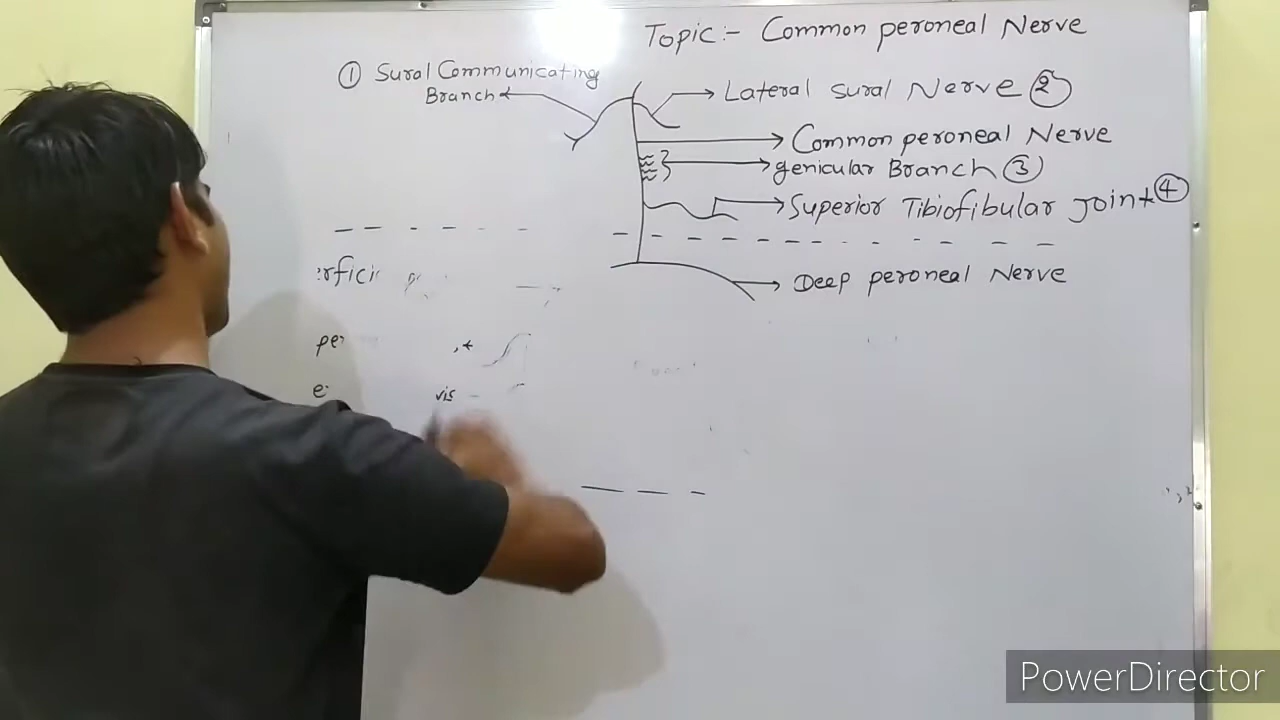 Topic:- Common peroneal Nerve
① Sural Communicating
Branch
Lateral sural Nerve ②
Common peroneal Nerve
genicular Branch ③
Superior Tibiofibular Joint ④
Deep peroneal Nerve
vis
PowerDirector